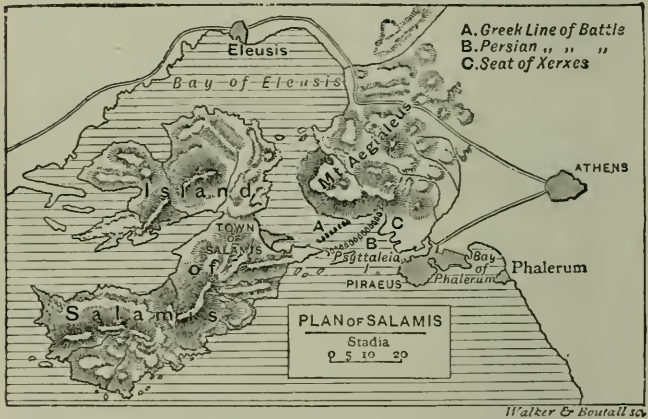 A. Greek Line of Battle
B. Persian „ „ „
C. Seat of Xerxes
Eleusis
Bay of Eleusis
Mt. Aegialeus
ATHENS
Island
TOWN
OF
SALAMIS
A
C
B
Psyttaleia
Bay
of
Phalerum
Phalerum
PIRAEUS
of
Salamis
PLAN OF SALAMIS
Stadia
0 5 10 20
Walker & Boutall sc.